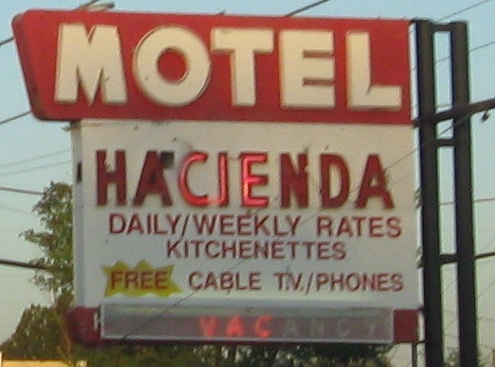 MOTEL
HACIENDA
DAILY/WEEKLY RATES
KITCHENETTES
FREE CABLE T.V./PHONES
VACANCY